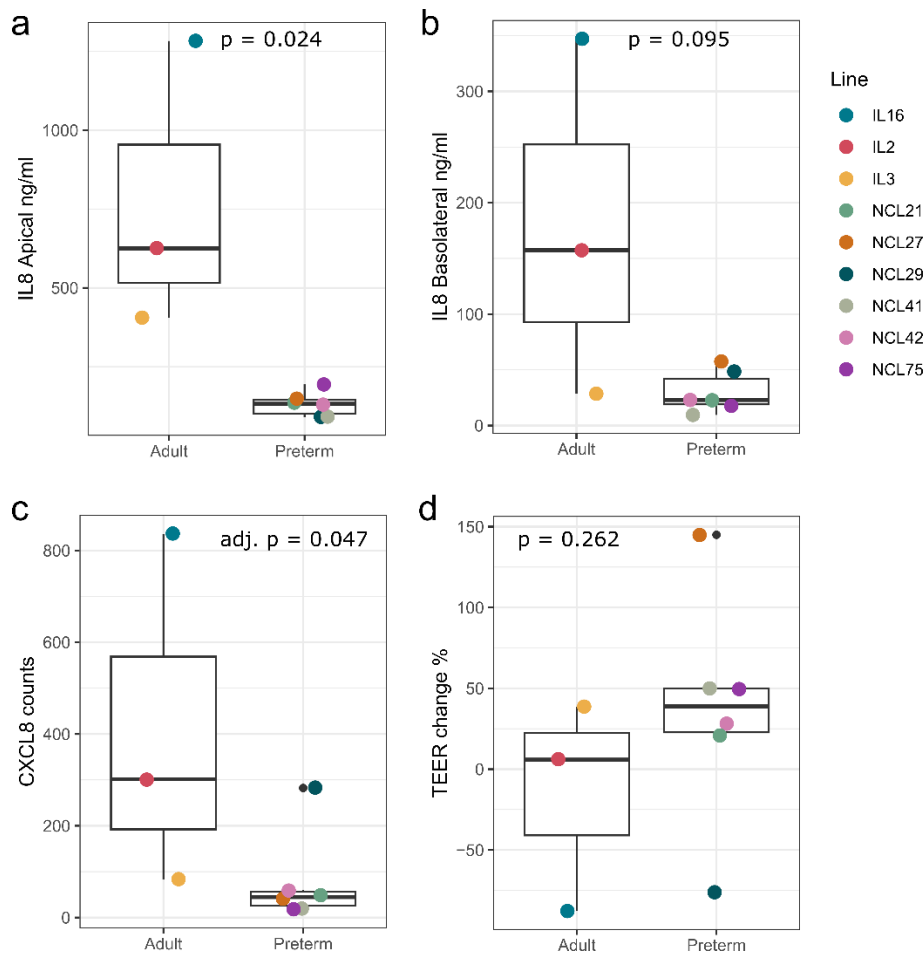 a
p = 0.024
IL8 Apical ng/ml
1000
500
Adult
Preterm
b
p = 0.095
IL8 Basolateral ng/ml
300
200
100
0
Adult
Preterm
Line
IL16
IL2
IL3
NCL21
NCL27
NCL29
NCL41
NCL42
NCL75
c
adj. p = 0.047
CXCL8 counts
800
600
400
200
0
Adult
Preterm
d
p = 0.262
TEER change %
150
100
50
0
−50
Adult
Preterm